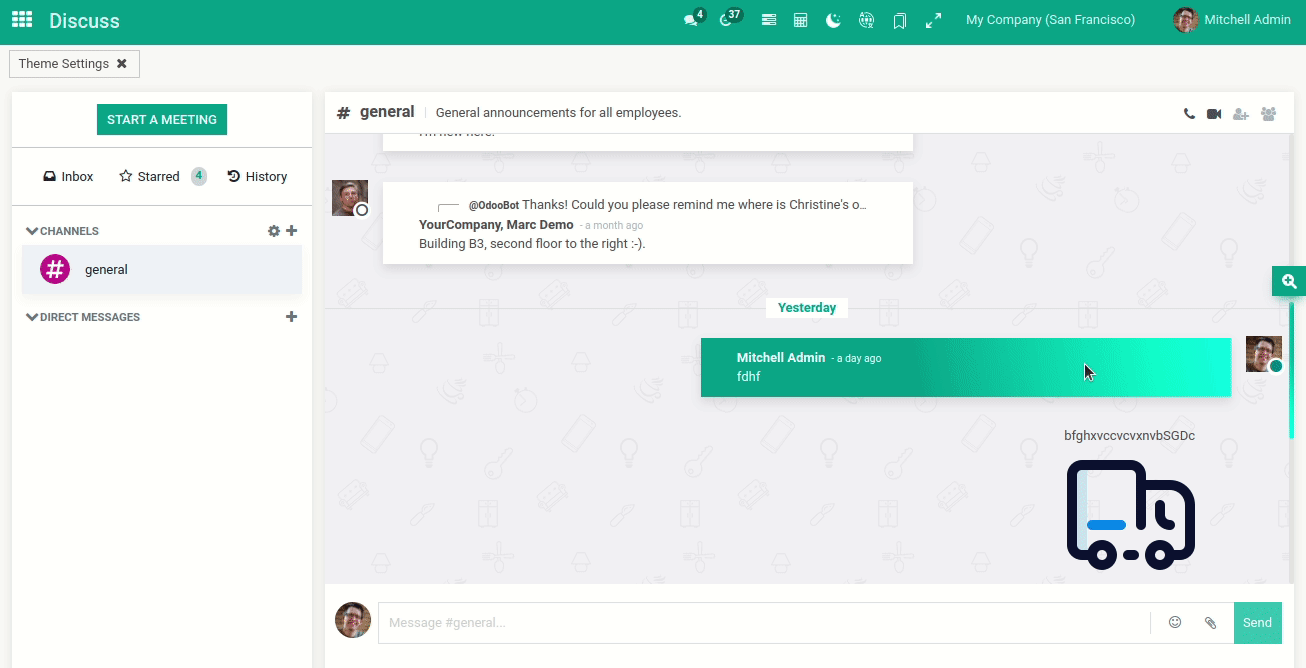 Discuss
4
37
My Company (San Francisco)
Mitchell Admin
Theme Settings ✖
START A MEETING
Inbox
Starred 4
History
CHANNELS
# general
DIRECT MESSAGES
# general
General announcements for all employees.
I'm new here.
@OdooBot Thanks! Could you please remind me where is Christine's o...
YourCompany, Marc Demo - a month ago
Building B3, second floor to the right :-).
Yesterday
Mitchell Admin - a day ago
fdhf
bfghxvccvcvxnvbSGDc
Message #general...
Send